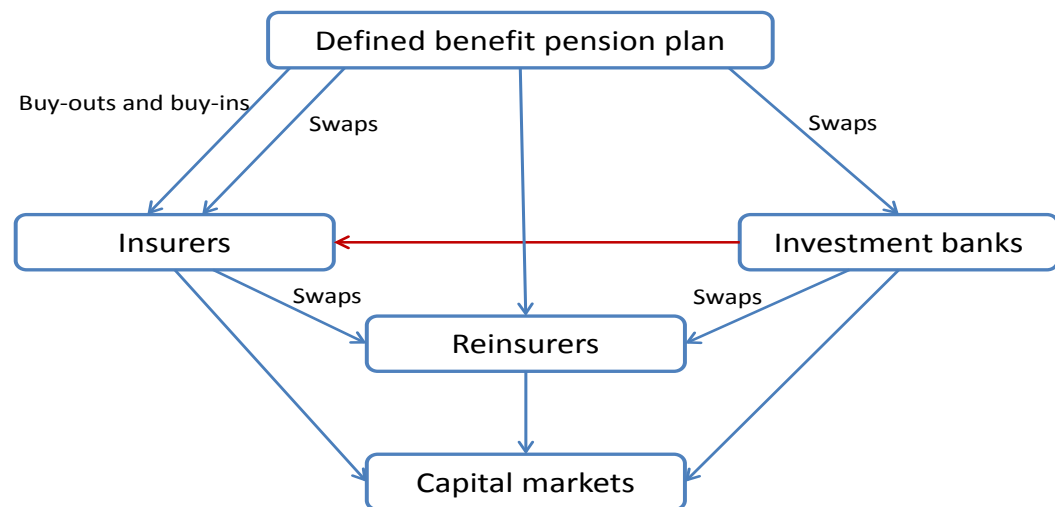 Defined benefit pension plan
Buy-outs and buy-ins
Swaps
Swaps
Insurers
Investment banks
Swaps
Swaps
Reinsurers
Capital markets